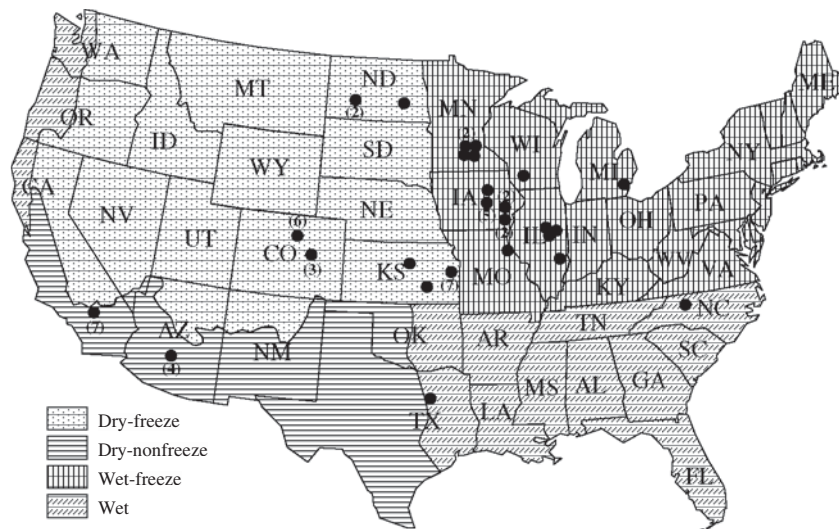 WA MT ND MN ME
OR ID (2) (2) WI NY
WY SD MI
CA NV NE IA PA
UT (6) CO (3) KS (7) MO (2) IL IN OH WV VA
KY
(7) AZ (4) NM OK AR TN NC
SC
TX LA MS AL GA
FL
Dry-freeze
Dry-nonfreeze
Wet-freeze
Wet